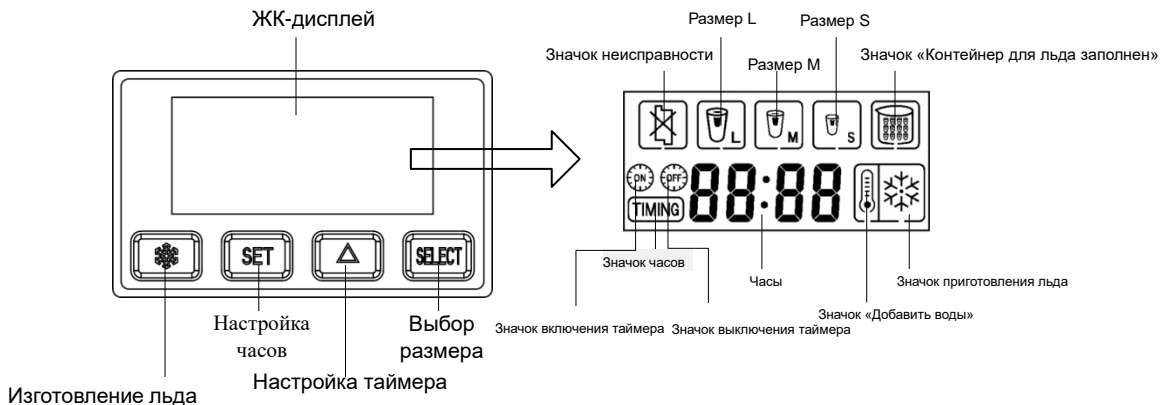 ЖК-дисплей
Размер L
Размер S
Значок неисправности
Размер M
Значок «Контейнер для льда заполнен»
L
M
S
ON
OFF
TIMING
88:88
SET
SELECT
Значок часов
Часы
Значок приготовления льда
Значок «Добавить воды»
Значок включения таймера
Значок выключения таймера
Настройка
часов
Выбор
размера
Настройка таймера
Изготовление льда